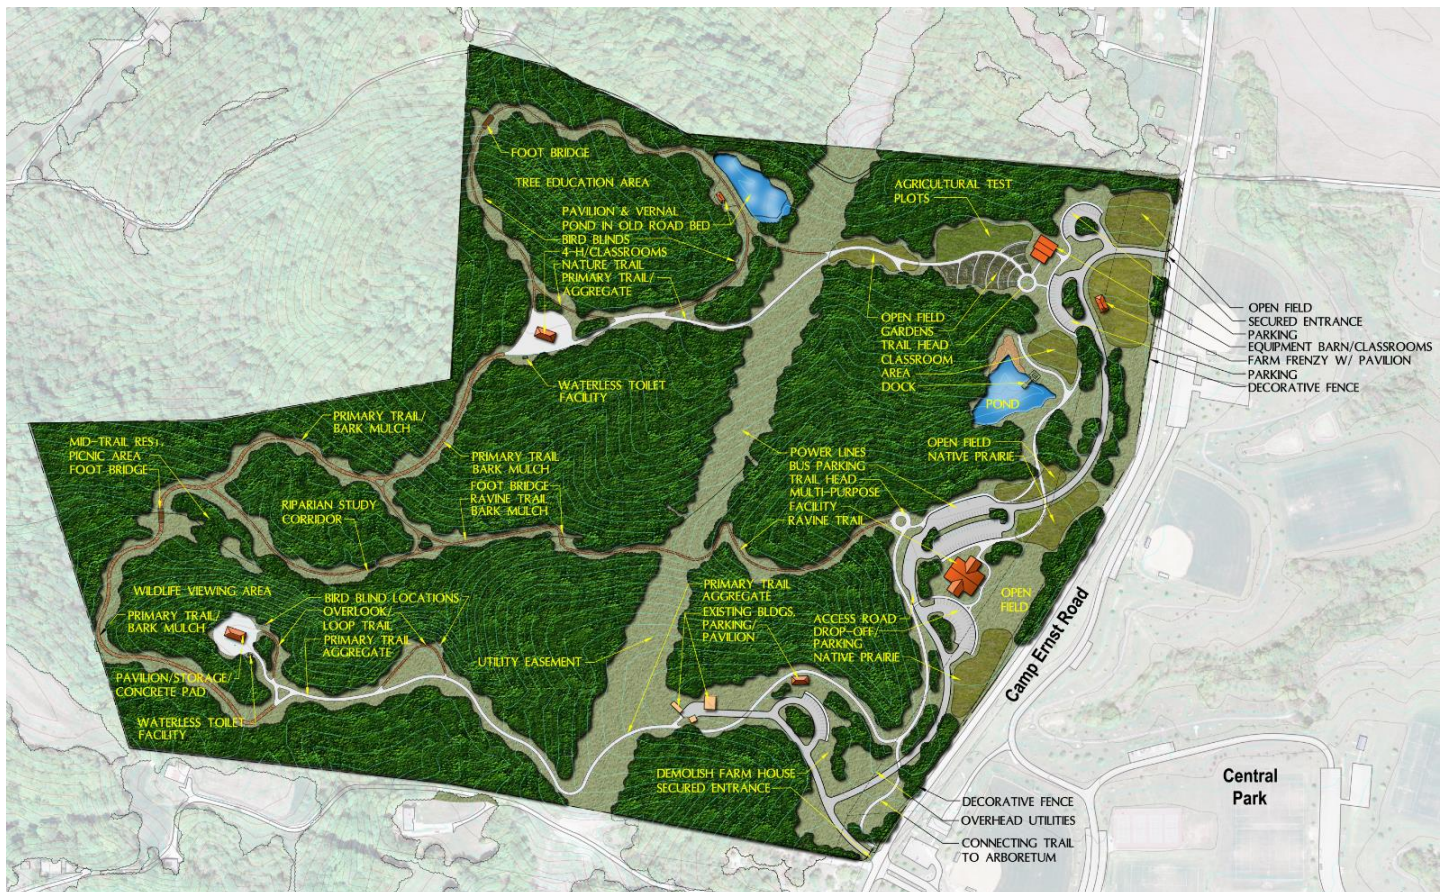 FOOT BRIDGE
TREE EDUCATION AREA
PAVILION & VERNAL
POND IN OLD ROAD BED
BIRD BLINDS
4-H/CLASSROOMS
NATURE TRAIL
PRIMARY TRAIL/
AGGREGATE
AGRICULTURAL TEST
PLOTS
OPEN FIELD
GARDENS
TRAIL HEAD
CLASSROOM
AREA
DOCK
POND
OPEN FIELD
SECURED ENTRANCE
PARKING
EQUIPMENT BARN/CLASSROOMS
FARM FRENZY W/ PAVILION
PARKING
DECORATIVE FENCE
WATERLESS TOILET
FACILITY
PRIMARY TRAIL/
BARK MULCH
MID-TRAIL REST,
PICNIC AREA
FOOT BRIDGE
PRIMARY TRAIL
BARK MULCH
FOOT BRIDGE
RAVINE TRAIL
BARK MULCH
RIPARIAN STUDY
CORRIDOR
OPEN FIELD
NATIVE PRAIRIE
POWER LINES
BUS PARKING
TRAIL HEAD
MULTI-PURPOSE
FACILITY
RAVINE TRAIL
WILDLIFE VIEWING AREA
PRIMARY TRAIL/
BARK MULCH
BIRD BLIND LOCATIONS
OVERLOOK/
LOOP TRAIL
PRIMARY TRAIL
AGGREGATE
PAVILION/STORAGE/
CONCRETE PAD
WATERLESS TOILET
FACILITY
UTILITY EASEMENT
PRIMARY TRAIL
AGGREGATE
EXISTING BLDGS.
PARKING/
PAVILION
ACCESS ROAD
DROP-OFF/
PARKING
NATIVE PRAIRIE
OPEN
FIELD
Camp Ernst Road
DEMOLISH FARM HOUSE
SECURED ENTRANCE
DECORATIVE FENCE
OVERHEAD UTILITIES
CONNECTING TRAIL
TO ARBORETUM
Central
Park